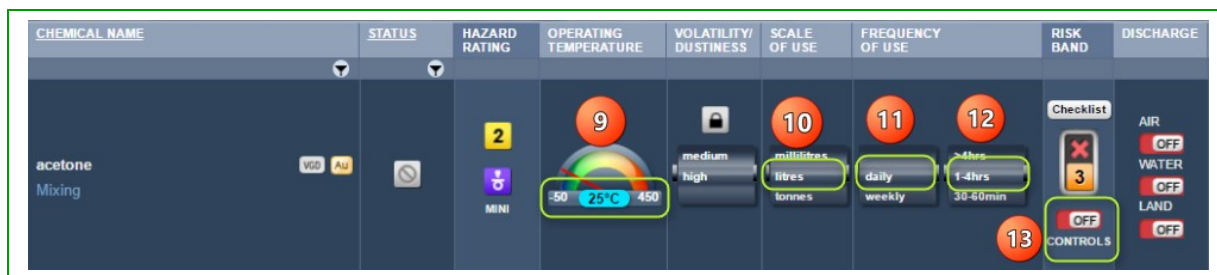 CHEMICAL NAME
STATUS
HAZARD
RATING
OPERATING
TEMPERATURE
VOLATILITY/
DUSTINESS
SCALE
OF USE
FREQUENCY
OF USE
RISK
BAND
DISCHARGE
acetone
Mixing
VGD
Au
2
MINI
9
-50 25°C 450
medium
high
10
millilitres
litres
tonnes
11
daily
weekly
12
>4hrs
1-4hrs
30-60min
Checklist
3
OFF
CONTROLS
13
AIR
OFF
WATER
OFF
LAND
OFF